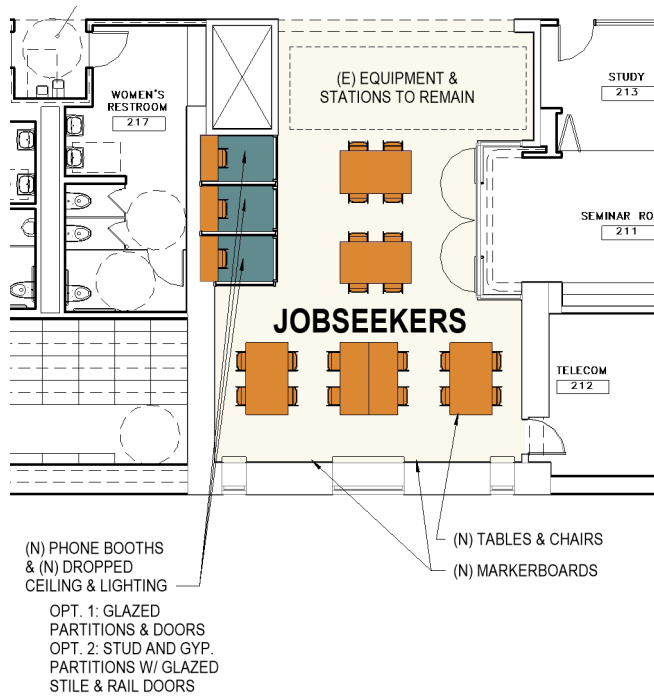 (E) EQUIPMENT &
STATIONS TO REMAIN
STUDY
213
WOMEN'S
RESTROOM
217
SEMINAR RO
211
JOBSEEKERS
TELECOM
212
(N) PHONE BOOTHS
& (N) DROPPED
CEILING & LIGHTING
OPT. 1: GLAZED
PARTITIONS & DOORS
OPT. 2: STUD AND GYP.
PARTITIONS W/ GLAZED
STILE & RAIL DOORS
(N) TABLES & CHAIRS
(N) MARKERBOARDS